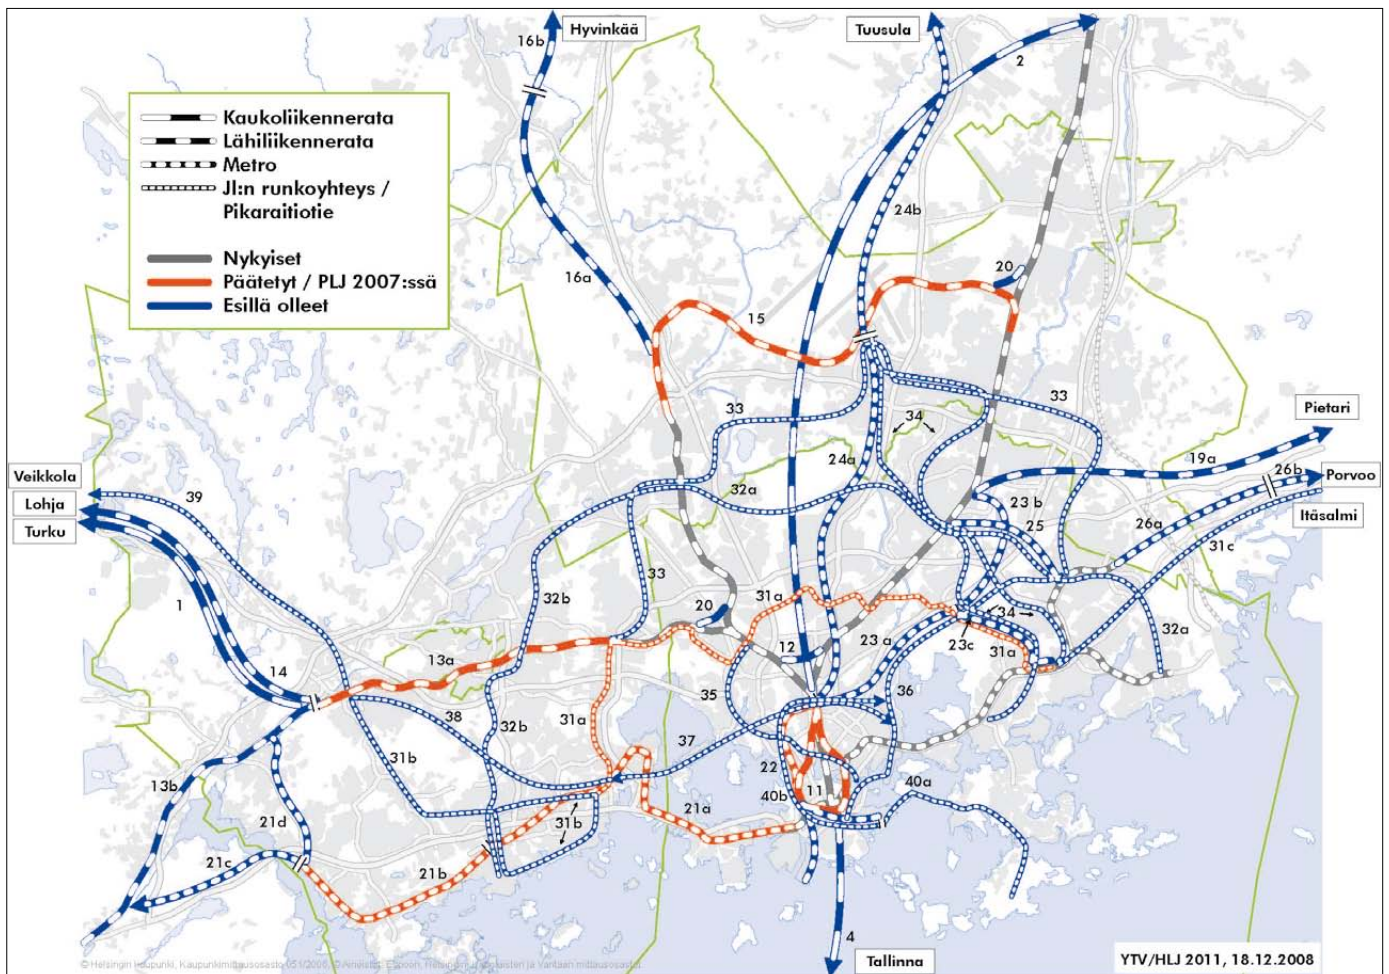 Hyvinkää
Tuusula
16b
2
Kaukoliikennerata
Lähiliikennerata
Metro
Jl:n runkoyhteys /
Pikaraitiotie
Nykyiset
Päätetyt / PLJ 2007:ssä
Esillä olleet
24b
16a
20
15
33
33
34
Pietari
24a
19a
Veikkola
39
32a
26b
Porvoo
Lohja
23 b
Itäsalmi
Turku
25
26a
31c
1
32b
33
20
31a
34
12
23 a
23c
31a
32a
14
13a
38
32b
31a
35
36
31b
37
22
13b
11
40b
40a
21a
21d
31b
21c
21b
4
Tallinna
YTV/HLJ 2011, 18.12.2008